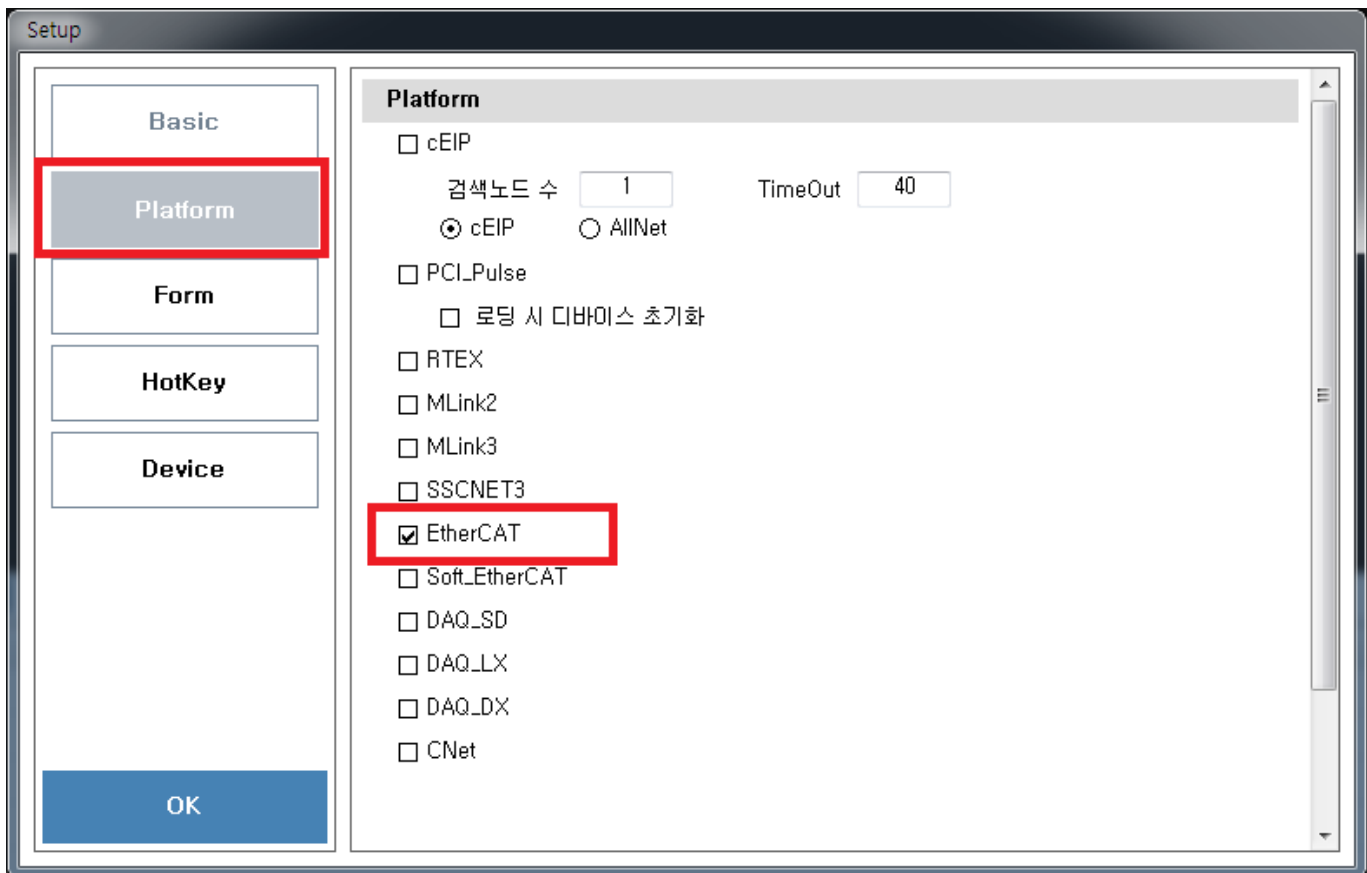 Setup
Basic
Platform
Form
HotKey
Device
OK
Platform
cEIP
검색노드 수 1 TimeOut 40
cEIP AllNet
PCI_Pulse
로딩 시 디바이스 초기화
RTEX
MLink2
MLink3
SSCNET3
EtherCAT
Soft_EtherCAT
DAQ_SD
DAQ_LX
DAQ_DX
CNet